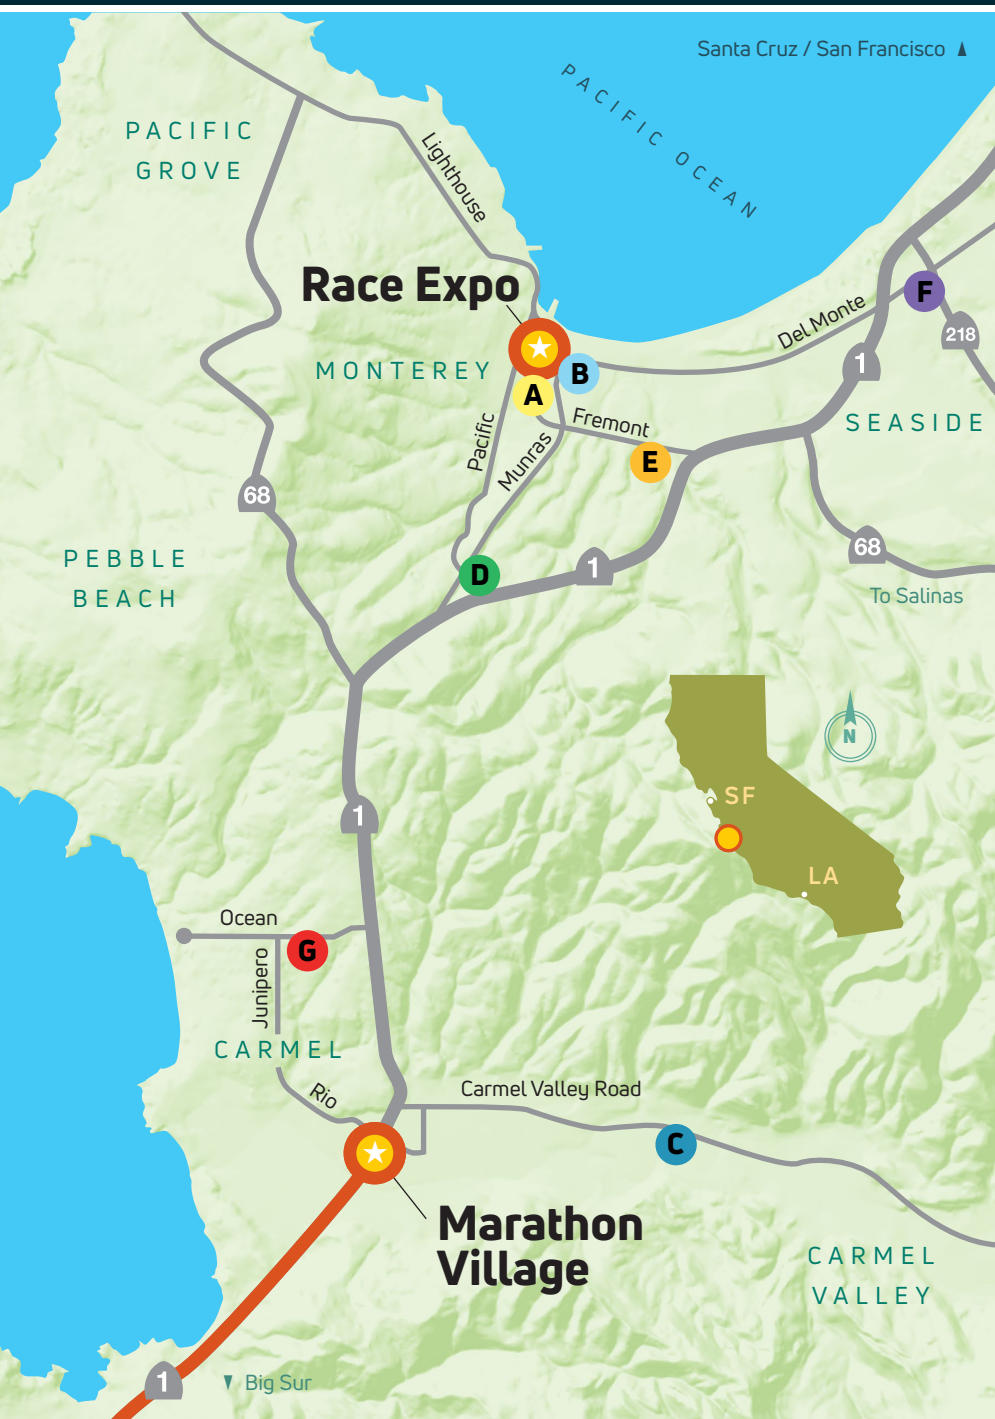 Santa Cruz / San Francisco
PACIFIC OCEAN
PACIFIC
GROVE
Lighthouse
Race Expo
F
Del Monte
218
MONTEREY
B
1
A
SEASIDE
Fremont
Pacific
Munras
E
68
68
PEBBLE
BEACH
1
D
To Salinas
N
SF
1
LA
Ocean
G
Junipero
CARMEL
Rio
Carmel Valley Road
C
Marathon
Village
CARMEL
VALLEY
1
Big Sur